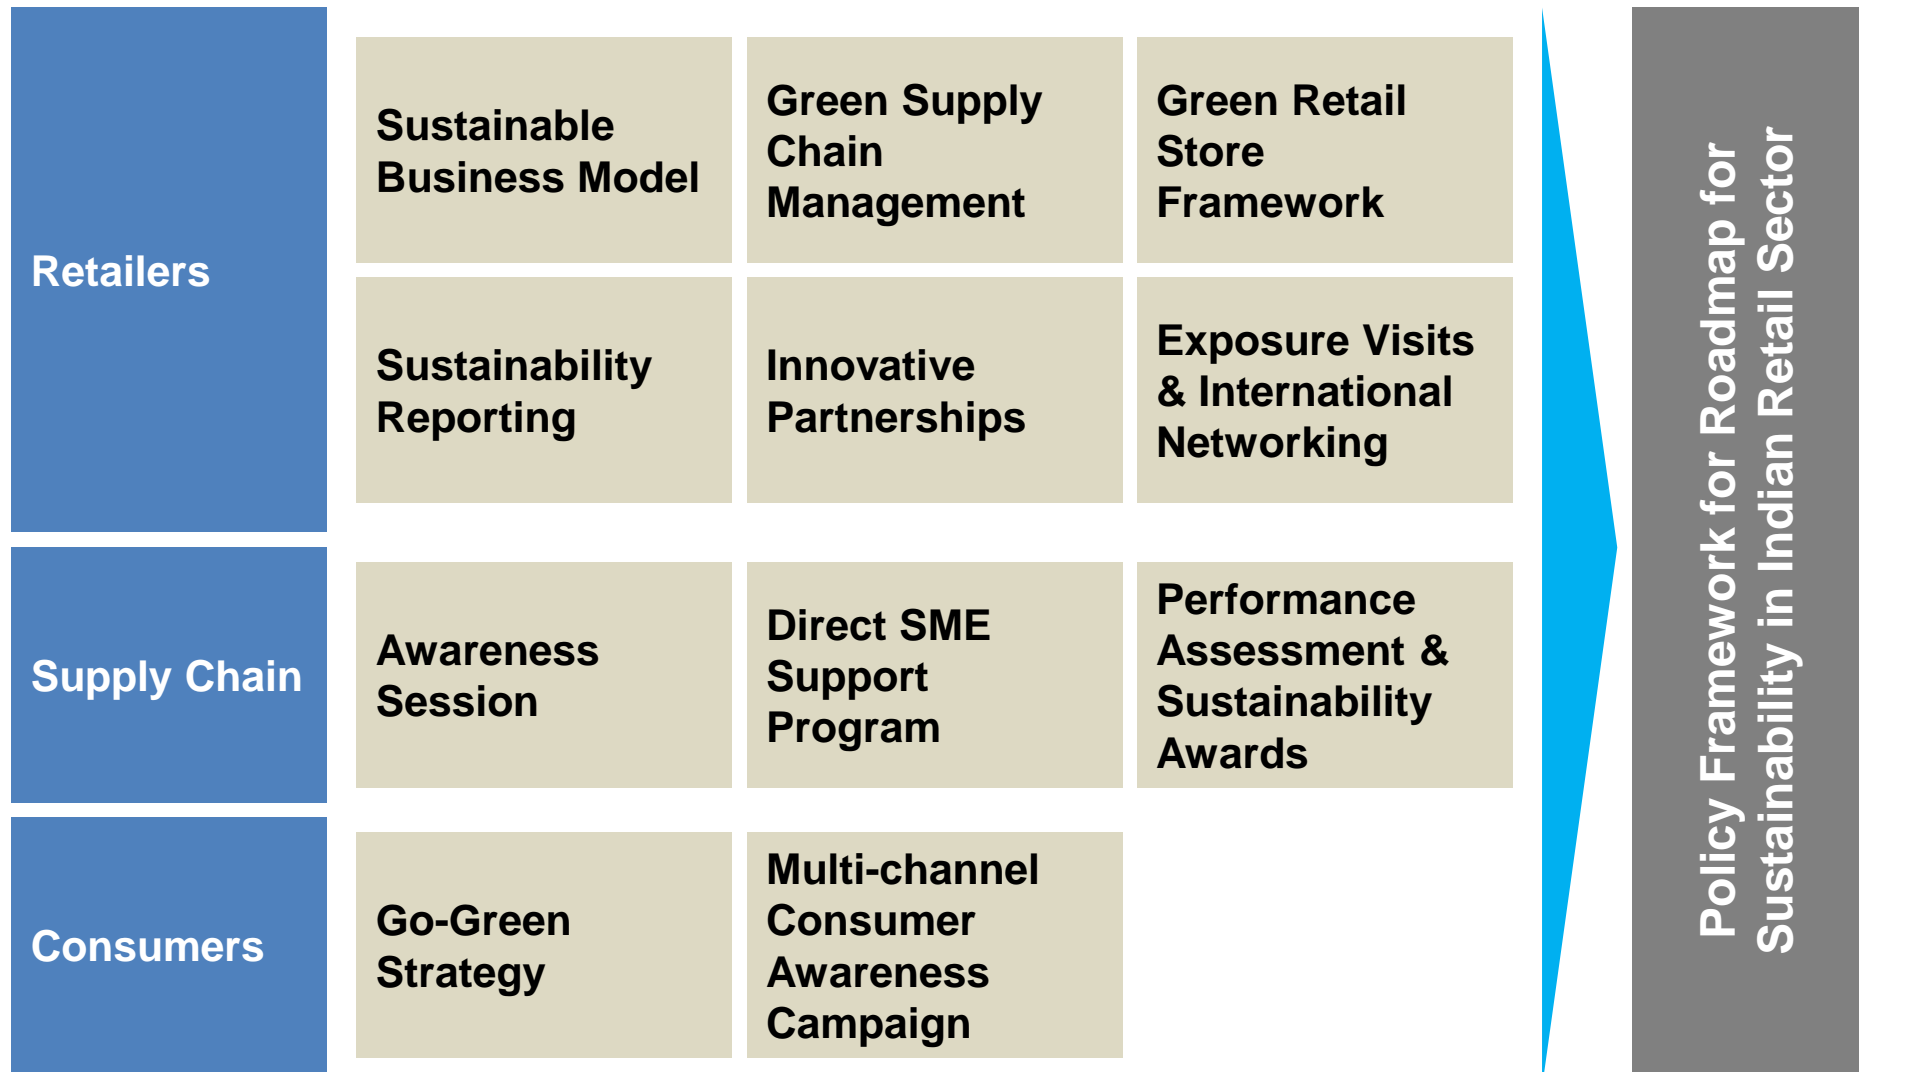 Retailers
Sustainable
Business Model
Green Supply
Chain
Management
Green Retail
Store
Framework
Sustainability
Reporting
Innovative
Partnerships
Exposure Visits
& International
Networking
Supply Chain
Awareness
Session
Direct SME
Support
Program
Performance
Assessment &
Sustainability
Awards
Consumers
Go-Green
Strategy
Multi-channel
Consumer
Awareness
Campaign
Policy Framework for Roadmap for
Sustainability in Indian Retail Sector